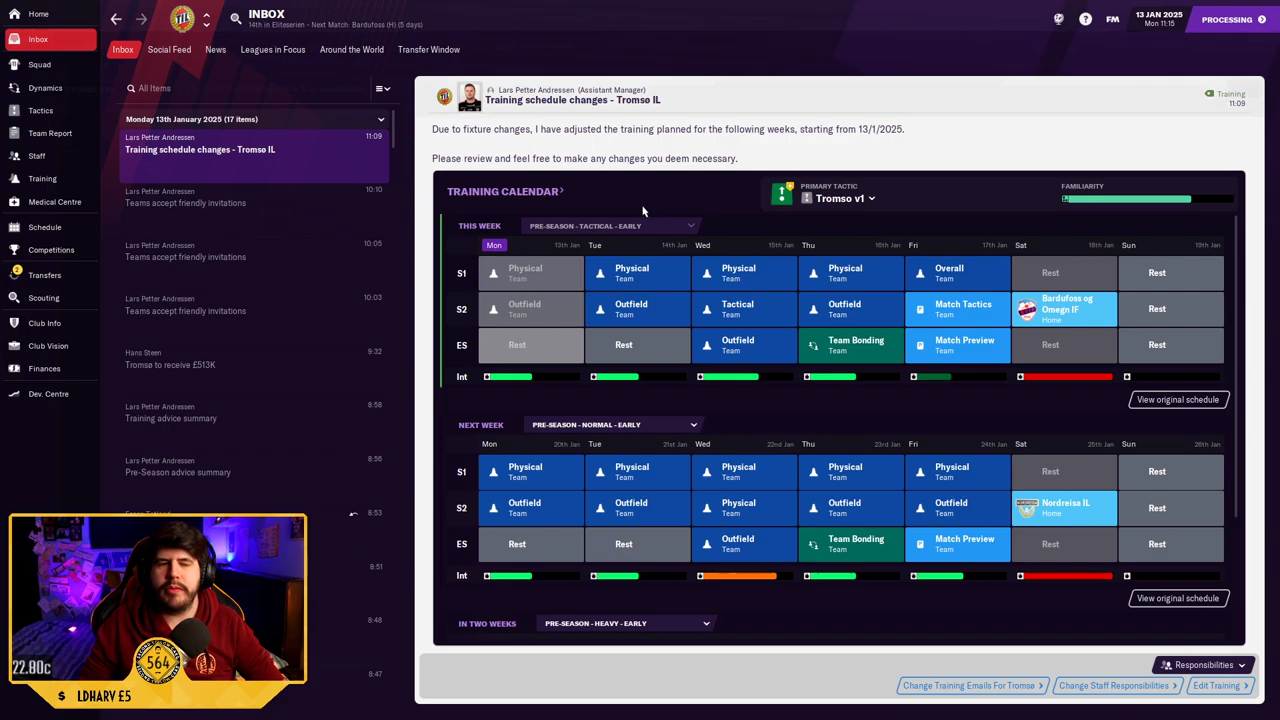 Home
INBOX
14th in Eliteserien - Next Match: Bardufoss (H) (5 days)
FM
13 JAN 2025
Mon 11:15
PROCESSING
Inbox
Squad
Dynamics
Tactics
Team Report
Staff
Training
Medical Centre
Schedule
Competitions
2
Transfers
Scouting
Club Info
Club Vision
Finances
Dev. Centre
Inbox
Social Feed
News
Leagues in Focus
Around the World
Transfer Window
All Items
Monday 13th January 2025 (17 items)
Lars Petter Andressen 11:09
Training schedule changes - Tromsø IL
Lars Petter Andressen 10:10
Teams accept friendly invitations
Lars Petter Andressen 10:05
Teams accept friendly invitations
Lars Petter Andressen 10:03
Teams accept friendly invitations
Hans Steen 9:32
Tromsø to receive £513K
Lars Petter Andressen 8:58
Training advice summary
Lars Petter Andressen 8:56
Pre-Season advice summary
8:53
8:51
8:48
8:47
Lars Petter Andressen (Assistant Manager)
Training schedule changes - Tromsø IL
Training
11:09
Due to fixture changes, I have adjusted the training planned for the following weeks, starting from 13/1/2025.
Please review and feel free to make any changes you deem necessary.
TRAINING CALENDAR
PRIMARY TACTIC
Tromso v1
FAMILIARITY
THIS WEEK PRE-SEASON - TACTICAL - EARLY
Mon 13th Jan Tue 14th Jan Wed 15th Jan Thu 16th Jan Fri 17th Jan Sat 18th Jan Sun 19th Jan
S1 Physical Team Physical Team Physical Team Physical Team Overall Team Rest Rest
S2 Outfield Team Outfield Team Tactical Team Outfield Team Match Tactics Team Bardufoss og Omegn IF Home Rest
ES Rest Rest Outfield Team Team Bonding Team Match Preview Team Rest Rest
Int
View original schedule
NEXT WEEK PRE-SEASON - NORMAL - EARLY
Mon 20th Jan Tue 21st Jan Wed 22nd Jan Thu 23rd Jan Fri 24th Jan Sat 25th Jan Sun 26th Jan
S1 Physical Team Physical Team Physical Team Physical Team Physical Team Rest Rest
S2 Outfield Team Outfield Team Physical Team Outfield Team Outfield Team Nordreisa IL Home Rest
ES Rest Rest Outfield Team Team Bonding Team Match Preview Team Rest Rest
Int
View original schedule
IN TWO WEEKS PRE-SEASON - HEAVY - EARLY
Responsibilities
Change Training Emails For Tromsø
Change Staff Responsibilities
Edit Training
564
$ LDHARY £5